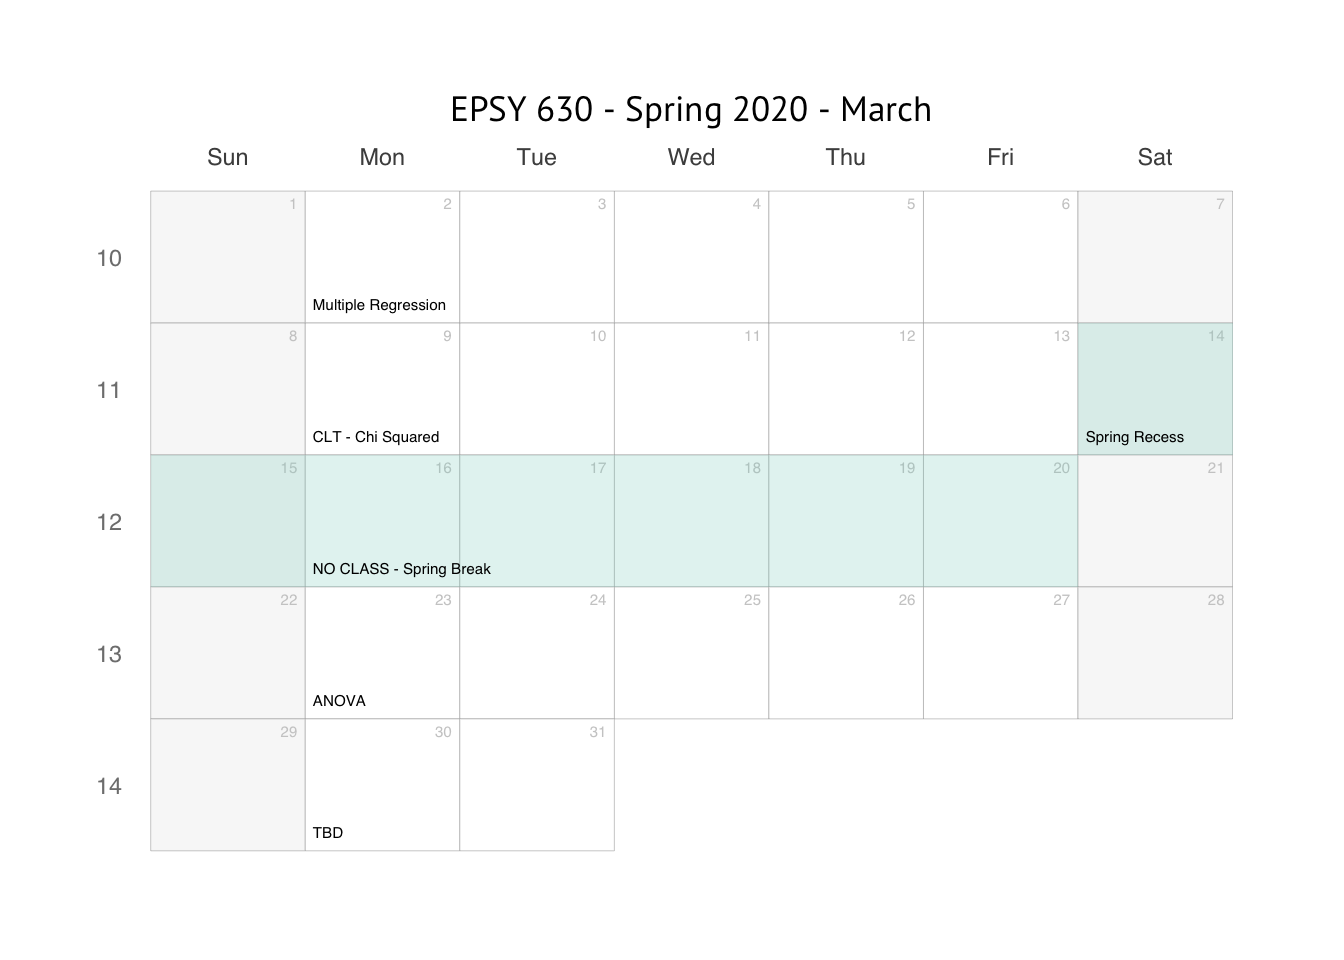 EPSY 630 - Spring 2020 - March
Sun Mon Tue Wed Thu Fri Sat
10
1 2 3 4 5 6 7
Multiple Regression
11
8 9 10 11 12 13 14
CLT - Chi Squared
Spring Recess
12
15 16 17 18 19 20 21
NO CLASS - Spring Break
13
22 23 24 25 26 27 28
ANOVA
14
29 30 31
TBD